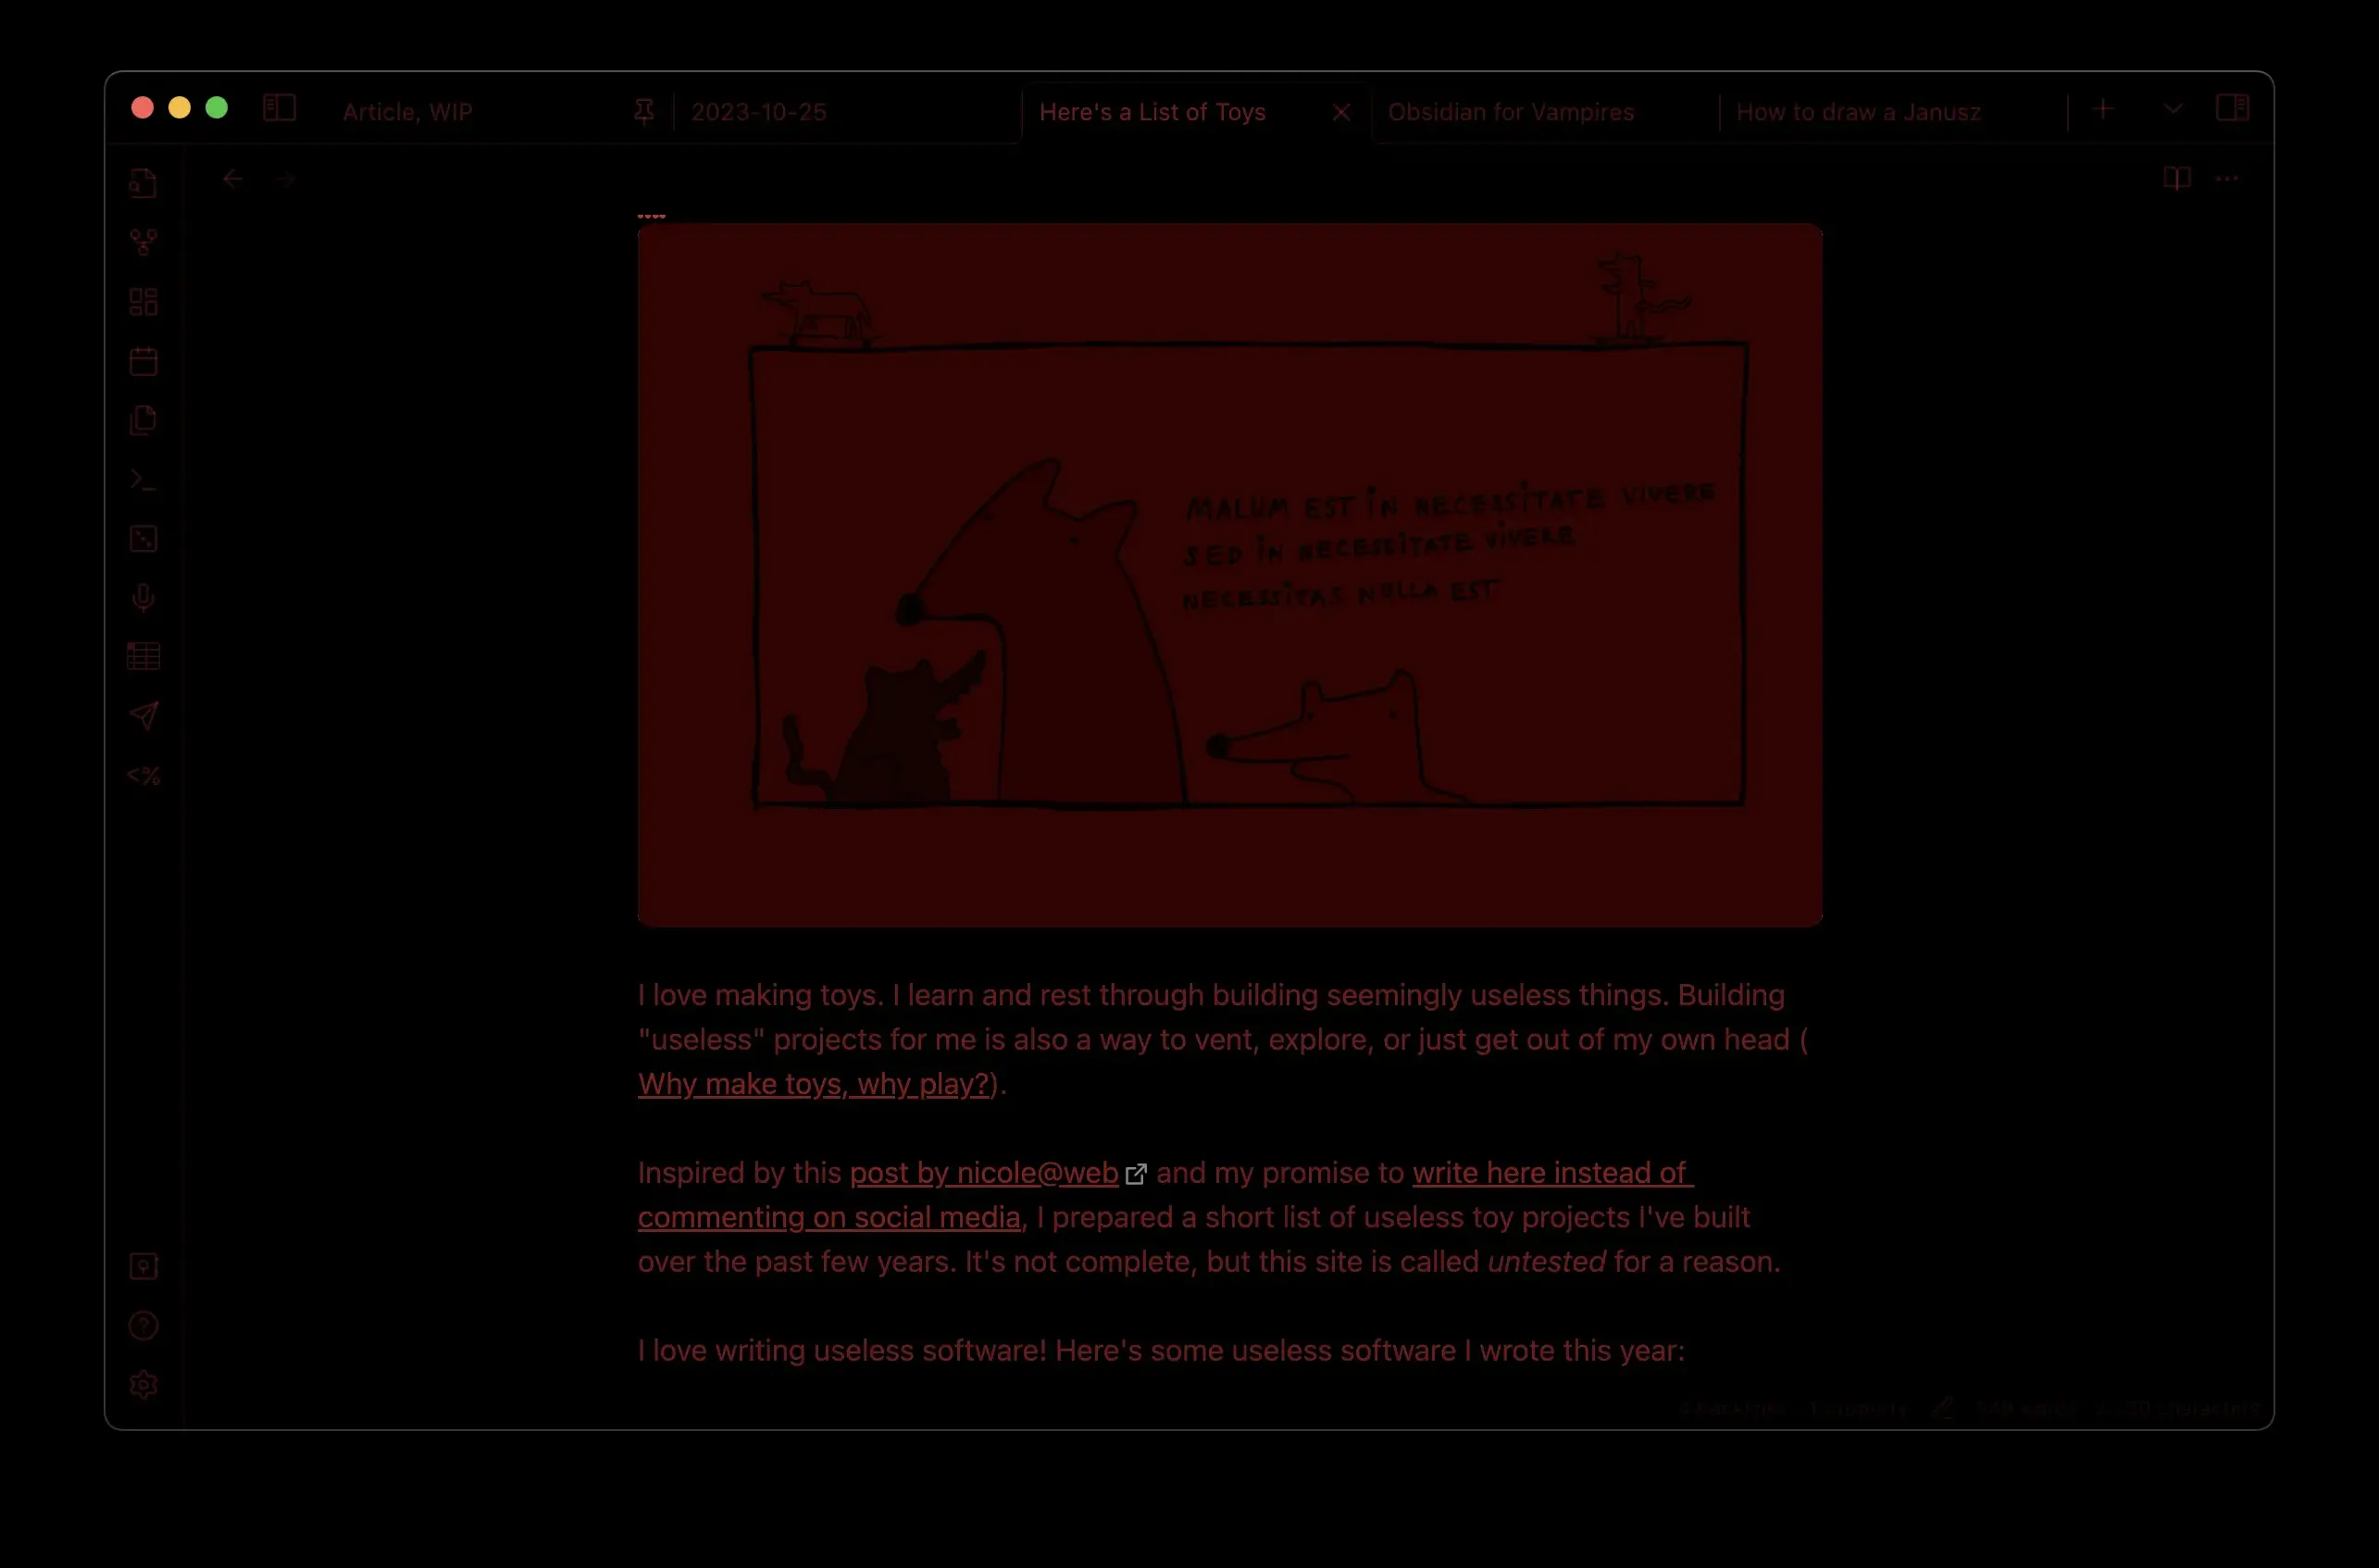 Article, WIP
2023-10-25
Here's a List of Toys
Obsidian for Vampires
How to draw a Janusz
MALUM EST IN NECESSITATE VIVERE
SED IN NECESSITATE VIVERE
NECESSITAS NULLA EST
I love making toys. I learn and rest through building seemingly useless things. Building
"useless" projects for me is also a way to vent, explore, or just get out of my own head (
Why make toys, why play?).
Inspired by this post by nicole@web and my promise to write here instead of
commenting on social media, I prepared a short list of useless toy projects I've built
over the past few years. It's not complete, but this site is called untested for a reason.
I love writing useless software! Here's some useless software I wrote this year: